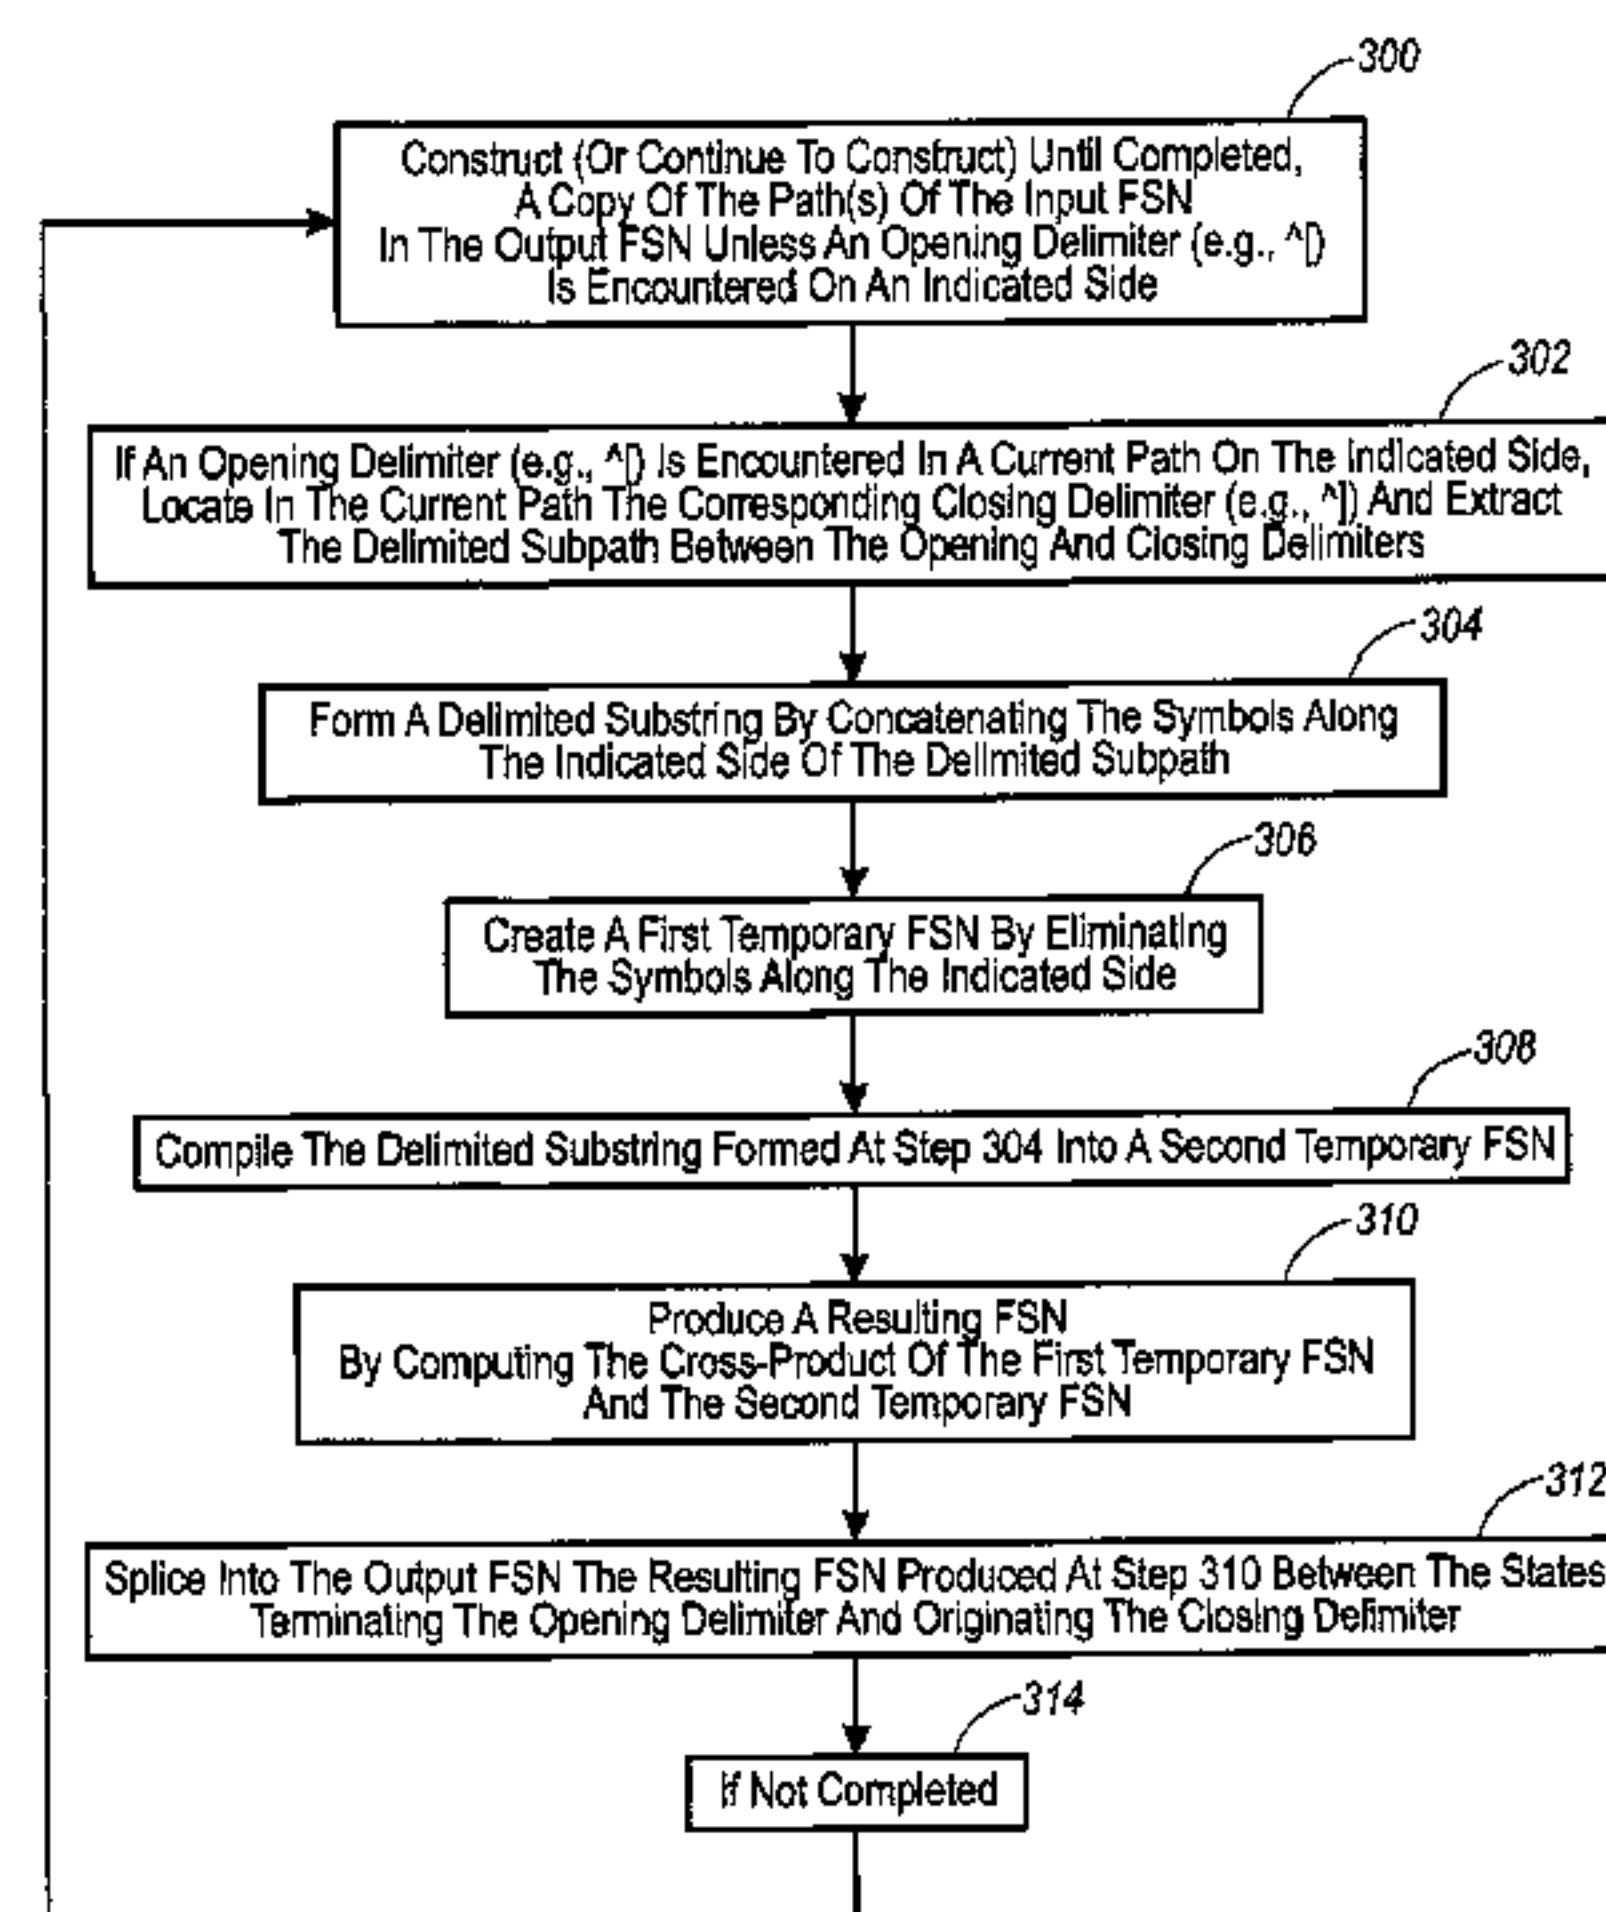 300
Construct (Or Continue To Construct) Until Completed,
A Copy Of The Path(s) Of The Input FSN
In The Output FSN Unless An Opening Delimiter (e.g., ^[)
Is Encountered On An Indicated Side
302
If An Opening Delimiter (e.g., ^[) Is Encountered In A Current Path On The Indicated Side,
Locate In The Current Path The Corresponding Closing Delimiter (e.g., ^]) And Extract
The Delimited Subpath Between The Opening And Closing Delimiters
304
Form A Delimited Substring By Concatenating The Symbols Along
The Indicated Side Of The Delimited Subpath
306
Create A First Temporary FSN By Eliminating
The Symbols Along The Indicated Side
308
Compile The Delimited Substring Formed At Step 304 Into A Second Temporary FSN
310
Produce A Resulting FSN
By Computing The Cross-Product Of The First Temporary FSN
And The Second Temporary FSN
312
Splice Into The Output FSN The Resulting FSN Produced At Step 310 Between The States
Terminating The Opening Delimiter And Originating The Closing Delimiter
314
If Not Completed